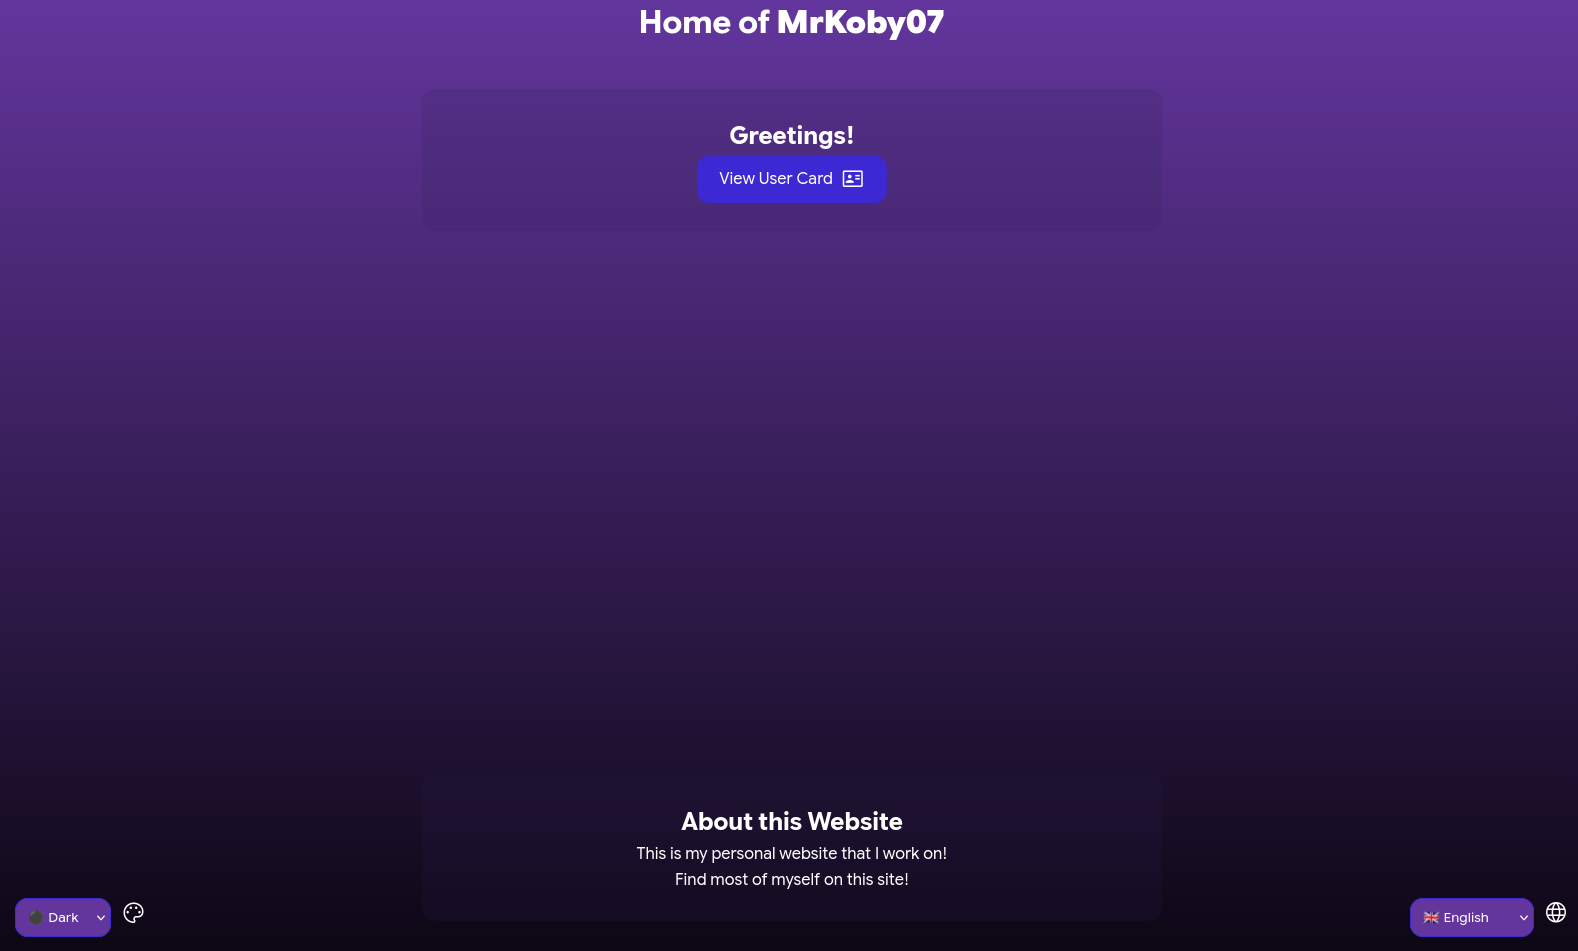 Home of MrKoby07
Greetings!
View User Card
About this Website
This is my personal website that I work on!
Find most of myself on this site!
Dark
English